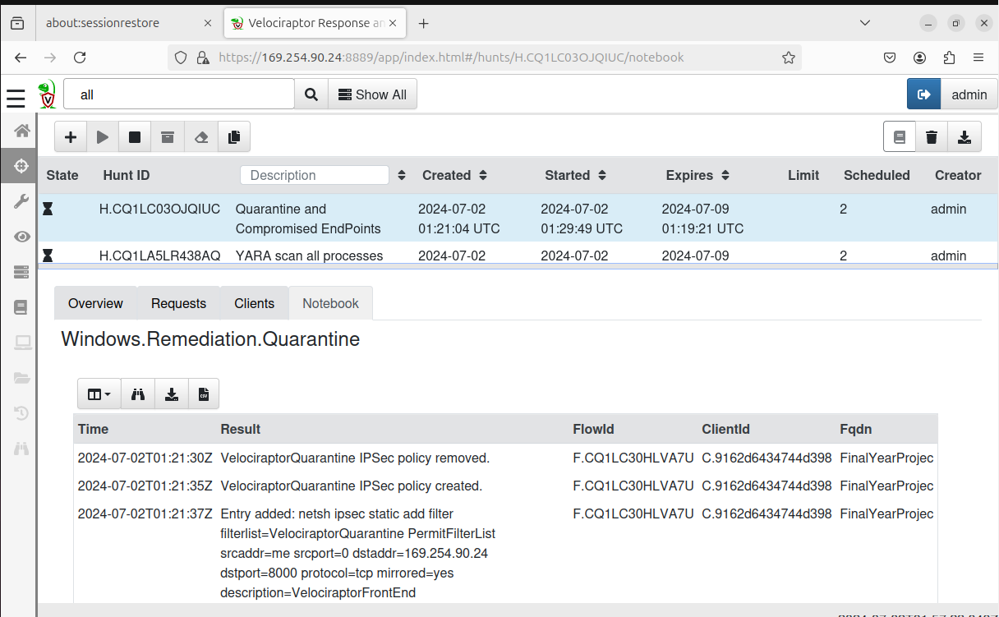 about:sessionrestore
Velociraptor Response an
https://169.254.90.24:8889/app/index.html#/hunts/H.CQ1LC03OJQIUC/notebook
all
Show All
admin
State Hunt ID Description Created Started Expires Limit Scheduled Creator
H.CQ1LC03OJQIUC Quarantine and 2024-07-02 2024-07-02 2024-07-09 2 admin
Compromised EndPoints 01:21:04 UTC 01:29:49 UTC 01:19:21 UTC
H.CQ1LA5LR438AQ YARA scan all processes 2024-07-02 2024-07-02 2024-07-09 2 admin
Overview Requests Clients Notebook
Windows.Remediation.Quarantine
CSV
Time Result FlowId ClientId Fqdn
2024-07-02T01:21:30Z VelociraptorQuarantine IPSec policy removed. F.CQ1LC30HLVA7U C.9162d6434744d398 FinalYearProjec
2024-07-02T01:21:35Z VelociraptorQuarantine IPSec policy created. F.CQ1LC30HLVA7U C.9162d6434744d398 FinalYearProjec
2024-07-02T01:21:37Z Entry added: netsh ipsec static add filter F.CQ1LC30HLVA7U C.9162d6434744d398 FinalYearProjec
filterlist=VelociraptorQuarantine PermitFilterList
srcaddr=me srcport=0 dstaddr=169.254.90.24
dstport=8000 protocol=tcp mirrored=yes
description=VelociraptorFrontEnd